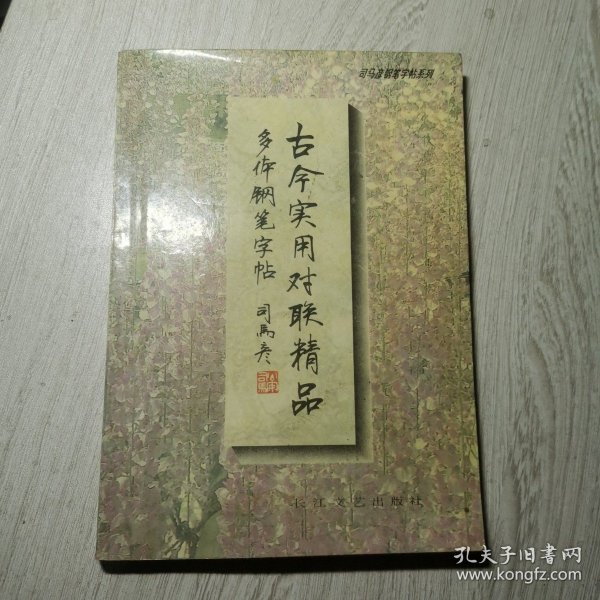 司马彦钢笔字帖系列
古今实用对联精品
多体钢笔字帖 司馬彦
长江文艺出版社
孔夫子旧书网
www.kongfz.com